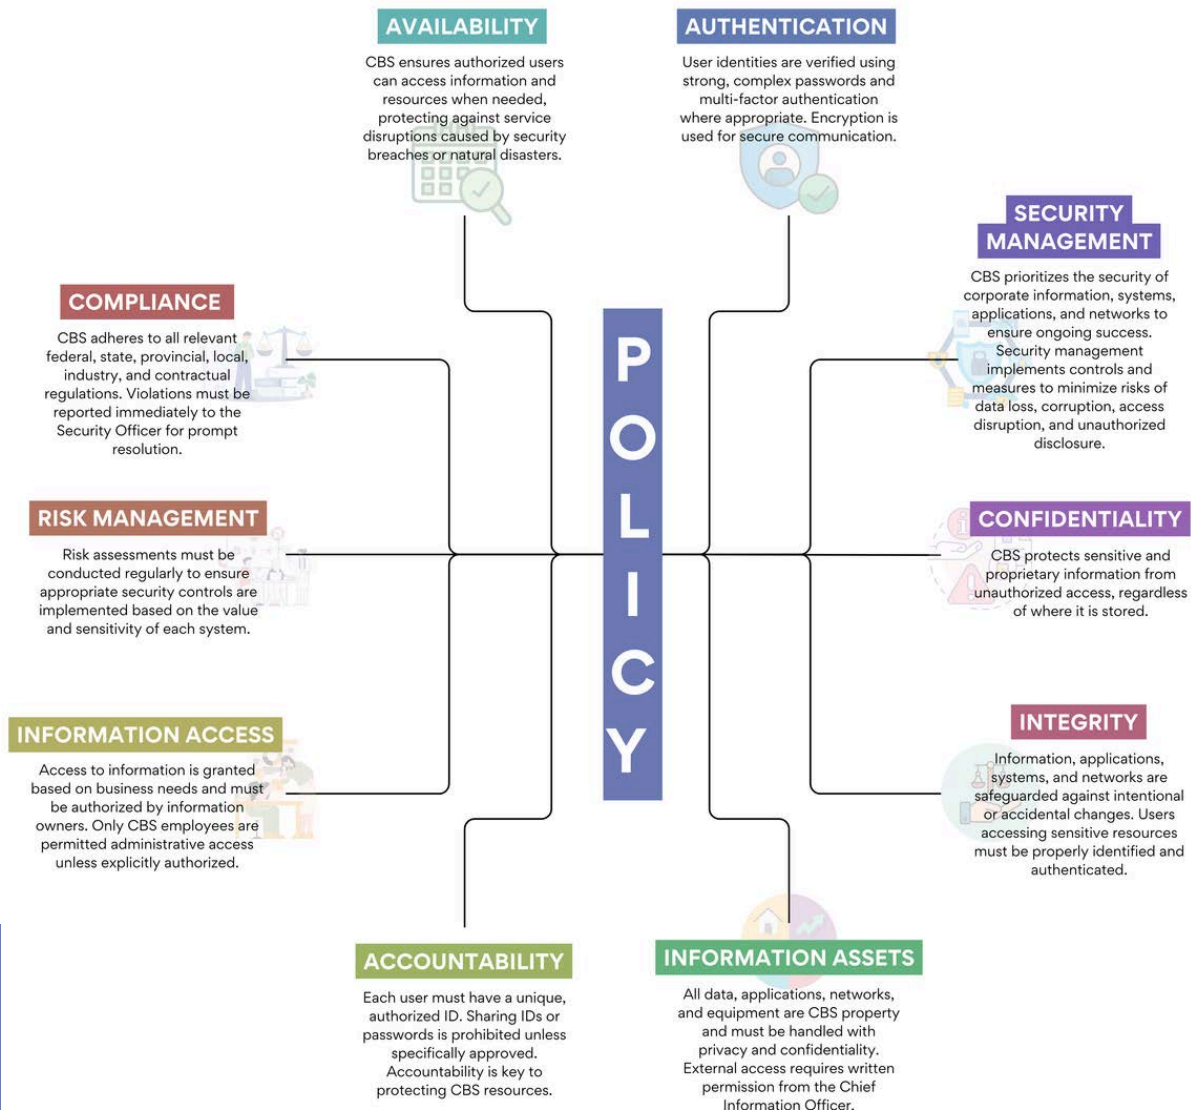 AVAILABILITY
CBS ensures authorized users
can access information and
resources when needed,
protecting against service
disruptions caused by security
breaches or natural disasters.
AUTHENTICATION
User identities are verified using
strong, complex passwords and
multi-factor authentication
where appropriate. Encryption is
used for secure communication.
SECURITY
MANAGEMENT
CBS prioritizes the security of
corporate information, systems,
applications, and networks to
ensure ongoing success.
Security management
implements controls and
measures to minimize risks of
data loss, corruption, access
disruption, and unauthorized
disclosure.
COMPLIANCE
CBS adheres to all relevant
federal, state, provincial, local,
industry, and contractual
regulations. Violations must be
reported immediately to the
Security Officer for prompt
resolution.
POLICY
RISK MANAGEMENT
Risk assessments must be
conducted regularly to ensure
appropriate security controls are
implemented based on the value
and sensitivity of each system.
CONFIDENTIALITY
CBS protects sensitive and
proprietary information from
unauthorized access, regardless
of where it is stored.
INFORMATION ACCESS
Access to information is granted
based on business needs and must
be authorized by information
owners. Only CBS employees are
permitted administrative access
unless explicitly authorized.
INTEGRITY
Information, applications,
systems, and networks are
safeguarded against intentional
or accidental changes. Users
accessing sensitive resources
must be properly identified and
authenticated.
ACCOUNTABILITY
Each user must have a unique,
authorized ID. Sharing IDs or
passwords is prohibited unless
specifically approved.
Accountability is key to
protecting CBS resources.
INFORMATION ASSETS
All data, applications, networks,
and equipment are CBS property
and must be handled with
privacy and confidentiality.
External access requires written
permission from the Chief
Information Officer.